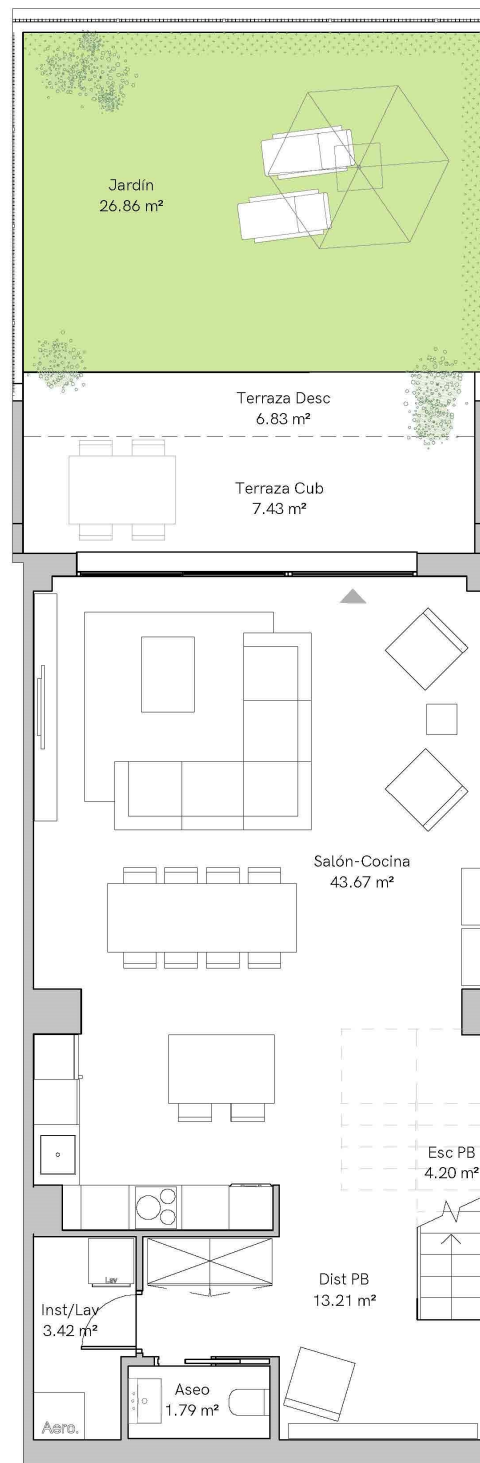 Jardín
26.86 m²
Terraza Desc
6.83 m²
Terraza Cub
7.43 m²
Salón-Cocina
43.67 m²
Esc PB
4.20 m²
Dist PB
13.21 m²
Lav
Inst/Lav
3.42 m²
Aseo
1.79 m²
Aero.